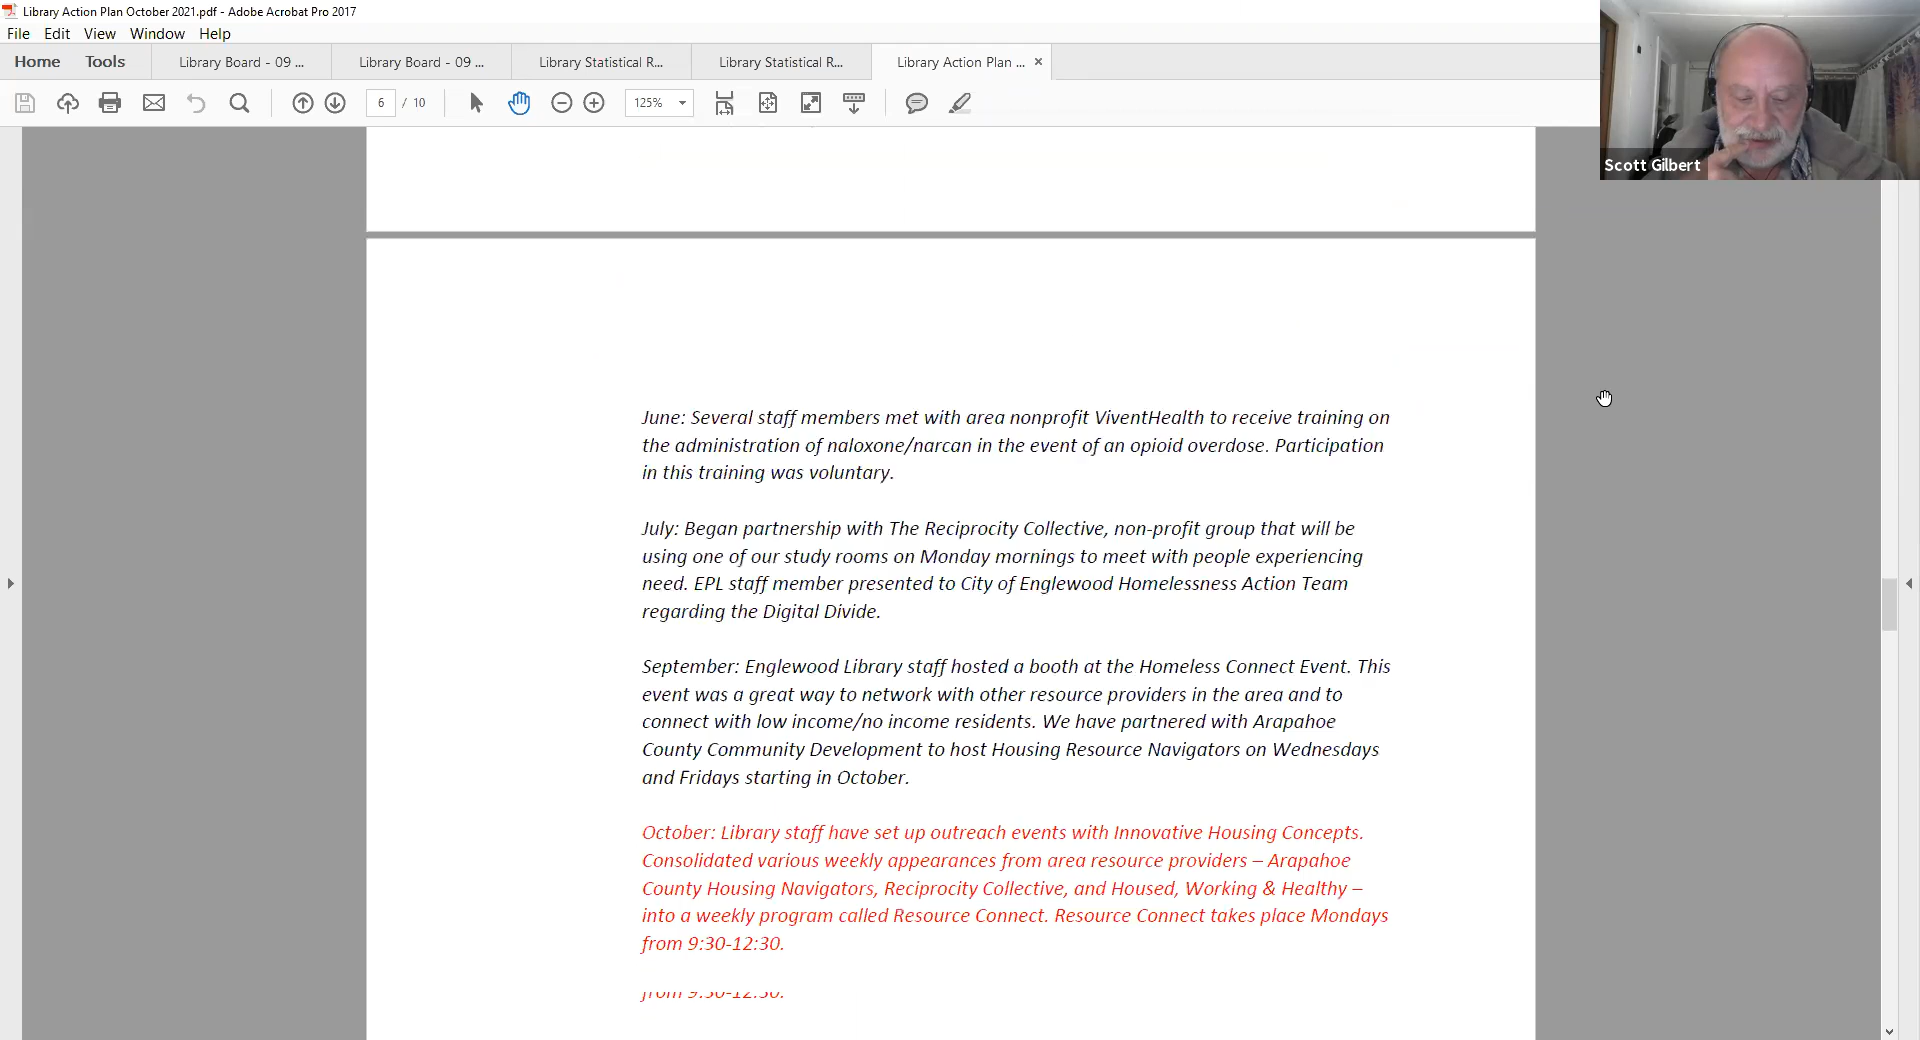 Library Action Plan October 2021.pdf - Adobe Acrobat Pro 2017
File Edit View Window Help
Home Tools Library Board - 09 ... Library Board - 09 ... Library Statistical R... Library Statistical R... Library Action Plan ... ×
6 / 10 125%
Scott Gilbert
June: Several staff members met with area nonprofit ViventHealth to receive training on
the administration of naloxone/narcan in the event of an opioid overdose. Participation
in this training was voluntary.
July: Began partnership with The Reciprocity Collective, non-profit group that will be
using one of our study rooms on Monday mornings to meet with people experiencing
need. EPL staff member presented to City of Englewood Homelessness Action Team
regarding the Digital Divide.
September: Englewood Library staff hosted a booth at the Homeless Connect Event. This
event was a great way to network with other resource providers in the area and to
connect with low income/no income residents. We have partnered with Arapahoe
County Community Development to host Housing Resource Navigators on Wednesdays
and Fridays starting in October.
October: Library staff have set up outreach events with Innovative Housing Concepts.
Consolidated various weekly appearances from area resource providers – Arapahoe
County Housing Navigators, Reciprocity Collective, and Housed, Working & Healthy –
into a weekly program called Resource Connect. Resource Connect takes place Mondays
from 9:30-12:30.
from 9:30-12:30.